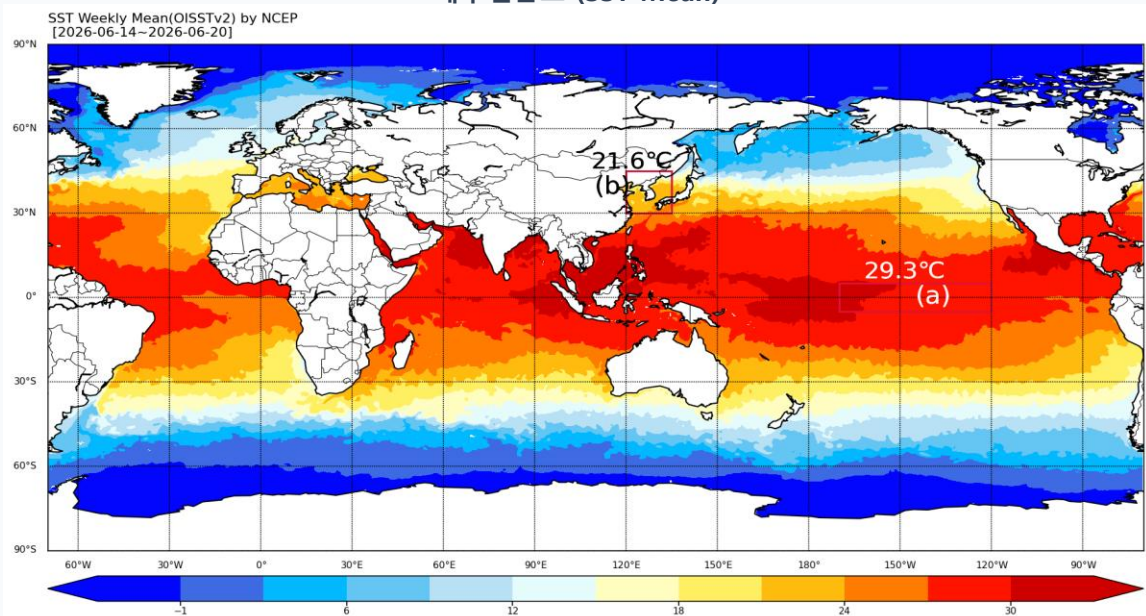 (SST Mean)
SST Weekly Mean(OISSTv2) by NCEP
[2026-06-14~2026-06-20]
90°N
60°N
30°N
0°
30°S
60°S
90°S
21.6℃
(b)
29.3℃
(a)
60°W 30°W 0° 30°E 60°E 90°E 120°E 150°E 180° 150°W 120°W 90°W
−1 6 12 18 24 30